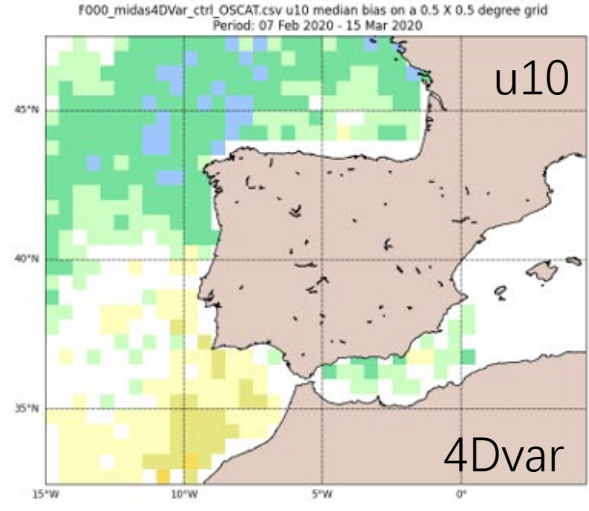 F000_midas4DVar_ctrl_OSCAT.csv u10 median bias on a 0.5 X 0.5 degree grid
Period: 07 Feb 2020 - 15 Mar 2020
u10
45°N
40°N
35°N
4Dvar
15°W 10°W 5°W 0°